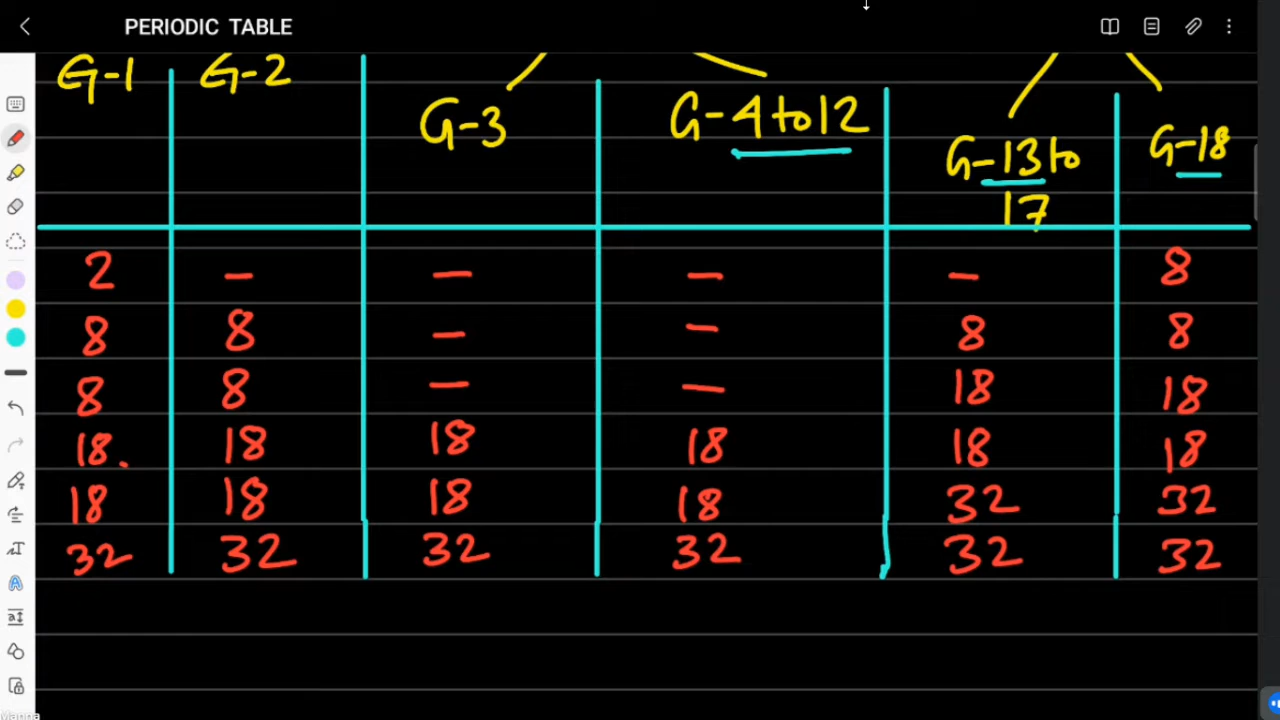 PERIODIC TABLE
G-1 G-2
G-3 G-4 to 12
G-13 to
17
G-18
2 - - - - 8
8 8 - - 8 8
8 8 - - 18 18
18. 18 18 18 18 18
18 18 18 18 32 32
32 32 32 32 32 32